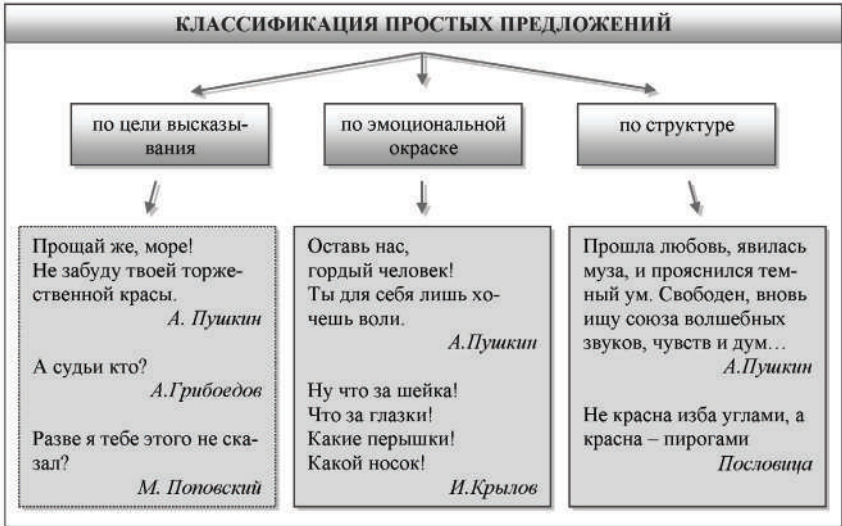 КЛАССИФИКАЦИЯ ПРОСТЫХ ПРЕДЛОЖЕНИЙ
по цели высказы-
вания
по эмоциональной
окраске
по структуре
Прощай же, море!
Не забуду твоей торже-
ственной красы.
А. Пушкин
А судьи кто?
А.Грибоедов
Разве я тебе этого не ска-
зал?
М. Поповский
Оставь нас,
гордый человек!
Ты для себя лишь хо-
чешь воли.
А.Пушкин
Ну что за шейка!
Что за глазки!
Какие перышки!
Какой носок!
И.Крылов
Прошла любовь, явилась
муза, и прояснился тем-
ный ум. Свободен, вновь
ищу союза волшебных
звуков, чувств и дум…
А.Пушкин
Не красна изба углами, а
красна – пирогами
Пословица